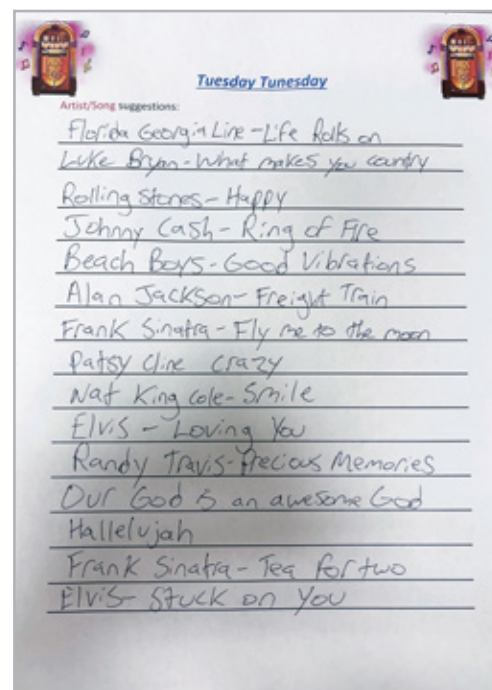 Tuesday Tunesday
Artist/Song suggestions:
Florida Georgia Line - Life Rolls on
Luke Bryan - What makes you country
Rolling Stones - Happy
Johnny Cash - Ring of Fire
Beach Boys - Good Vibrations
Alan Jackson - Freight Train
Frank Sinatra - Fly me to the moon
Patsy Cline Crazy
Nat King Cole - Smile
Elvis - Loving You
Randy Travis - Precious Memories
Our God is an awesome God
Hallelujah
Frank Sinatra - Tea for two
Elvis - Stuck on You